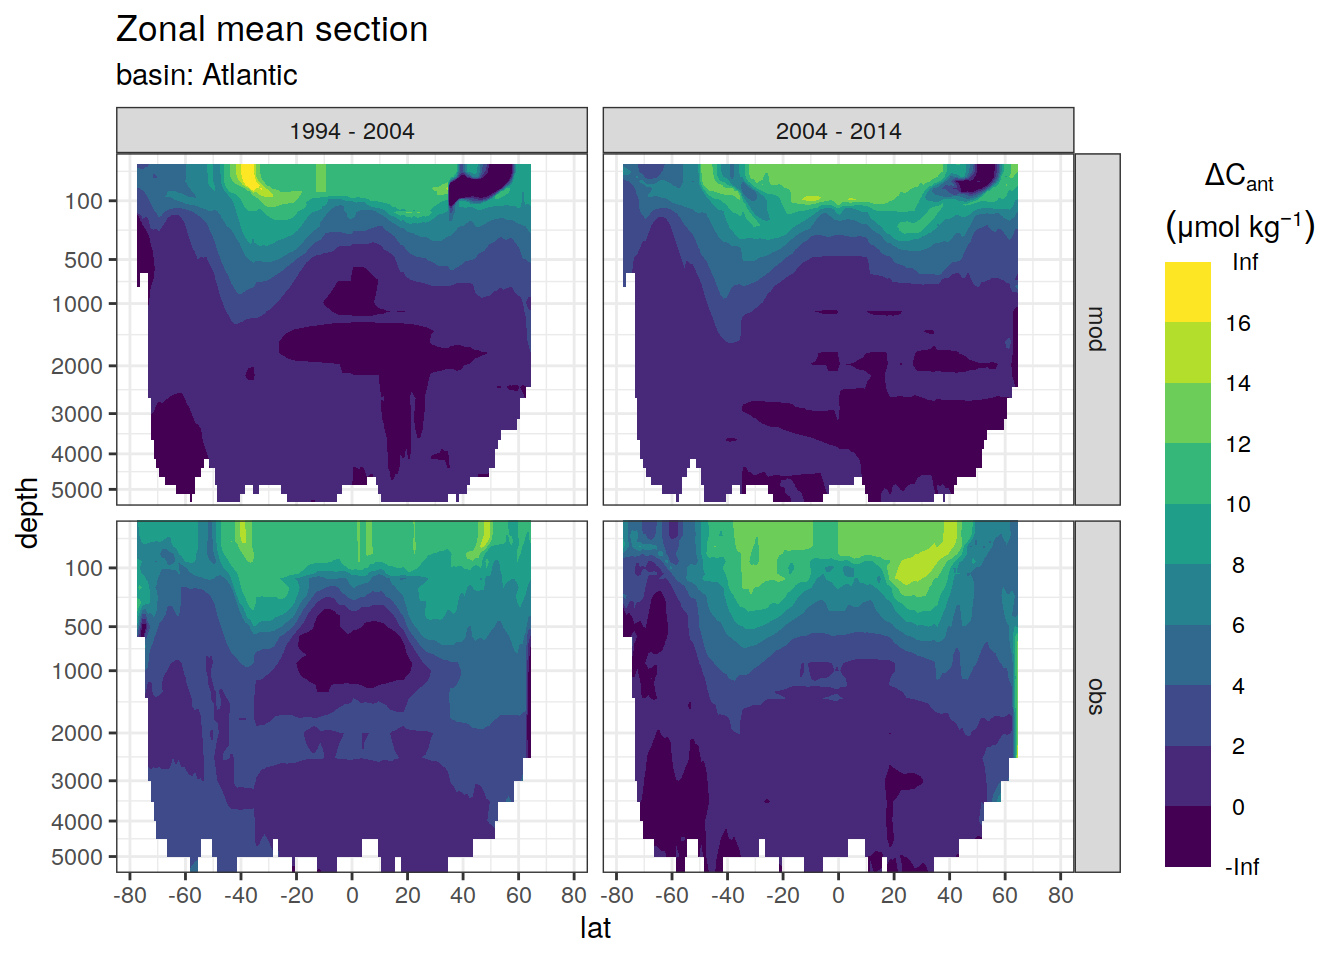 Zonal mean section
basin: Atlantic
1994 - 2004
2004 - 2014
mod
obs
depth
100
500
1000
2000
3000
4000
5000
100
500
1000
2000
3000
4000
5000
-80 -60 -40 -20 0 20 40 60 80
-80 -60 -40 -20 0 20 40 60 80
lat
ΔCant
(μmol kg⁻¹)
Inf
16
14
12
10
8
6
4
2
0
-Inf